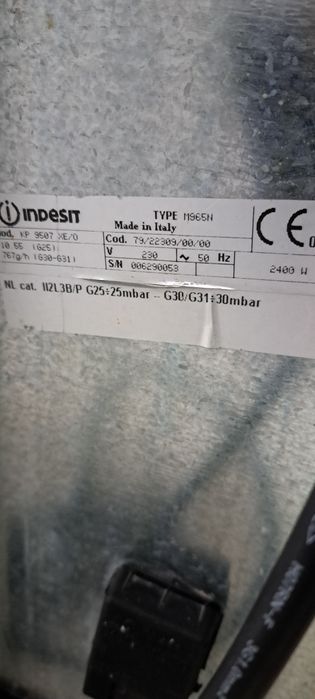 INDESIT TYPE M965N CE
Made in Italy
od. KP 9507 XE/O Cod. 79/22309/00/00
10 55 (G25) V 230 ~ 50 Hz
767g/h (G30-G31) S/N 006290053 2400 W
NL cat. II2L3B/P G25÷25mbar -- G30/G31÷30mbar